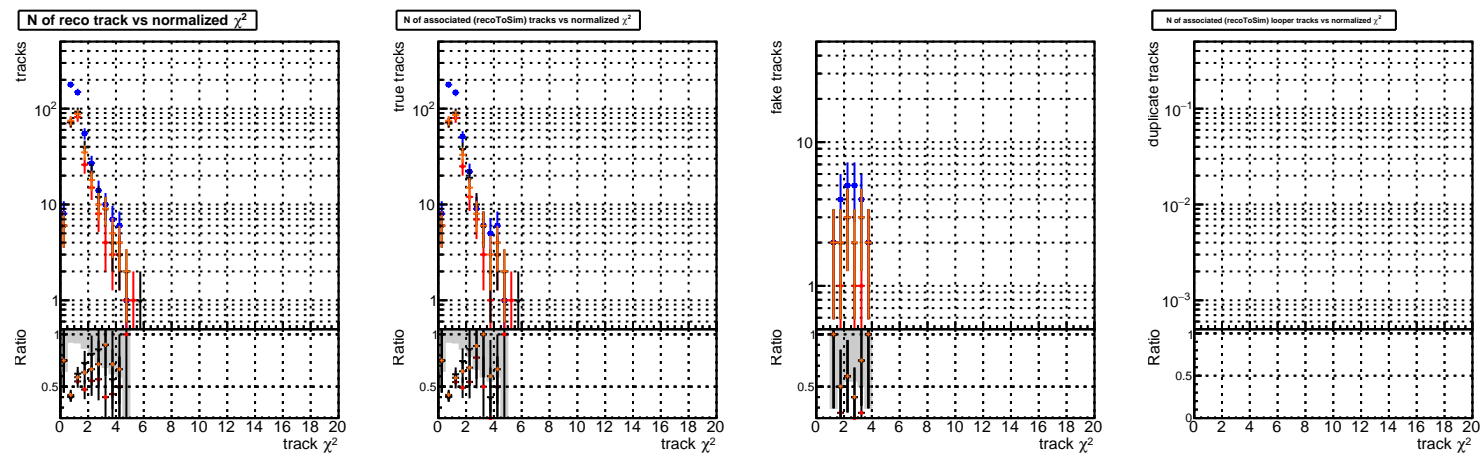 N of reco track vs normalized χ²
tracks
10²
10
1
Ratio
1
0.5
0 2 4 6 8 10 12 14 16 18 20
track χ²
N of associated (recoToSim) tracks vs normalized χ²
true tracks
10²
10
1
Ratio
1
0.5
0 2 4 6 8 10 12 14 16 18 20
track χ²
fake tracks
10
1
Ratio
1
0.5
0 2 4 6 8 10 12 14 16 18 20
track χ²
N of associated (recoToSim) looper tracks vs normalized χ²
duplicate tracks
10⁻¹
10⁻²
10⁻³
Ratio
1
0.5
0
0 2 4 6 8 10 12 14 16 18 20
track χ²